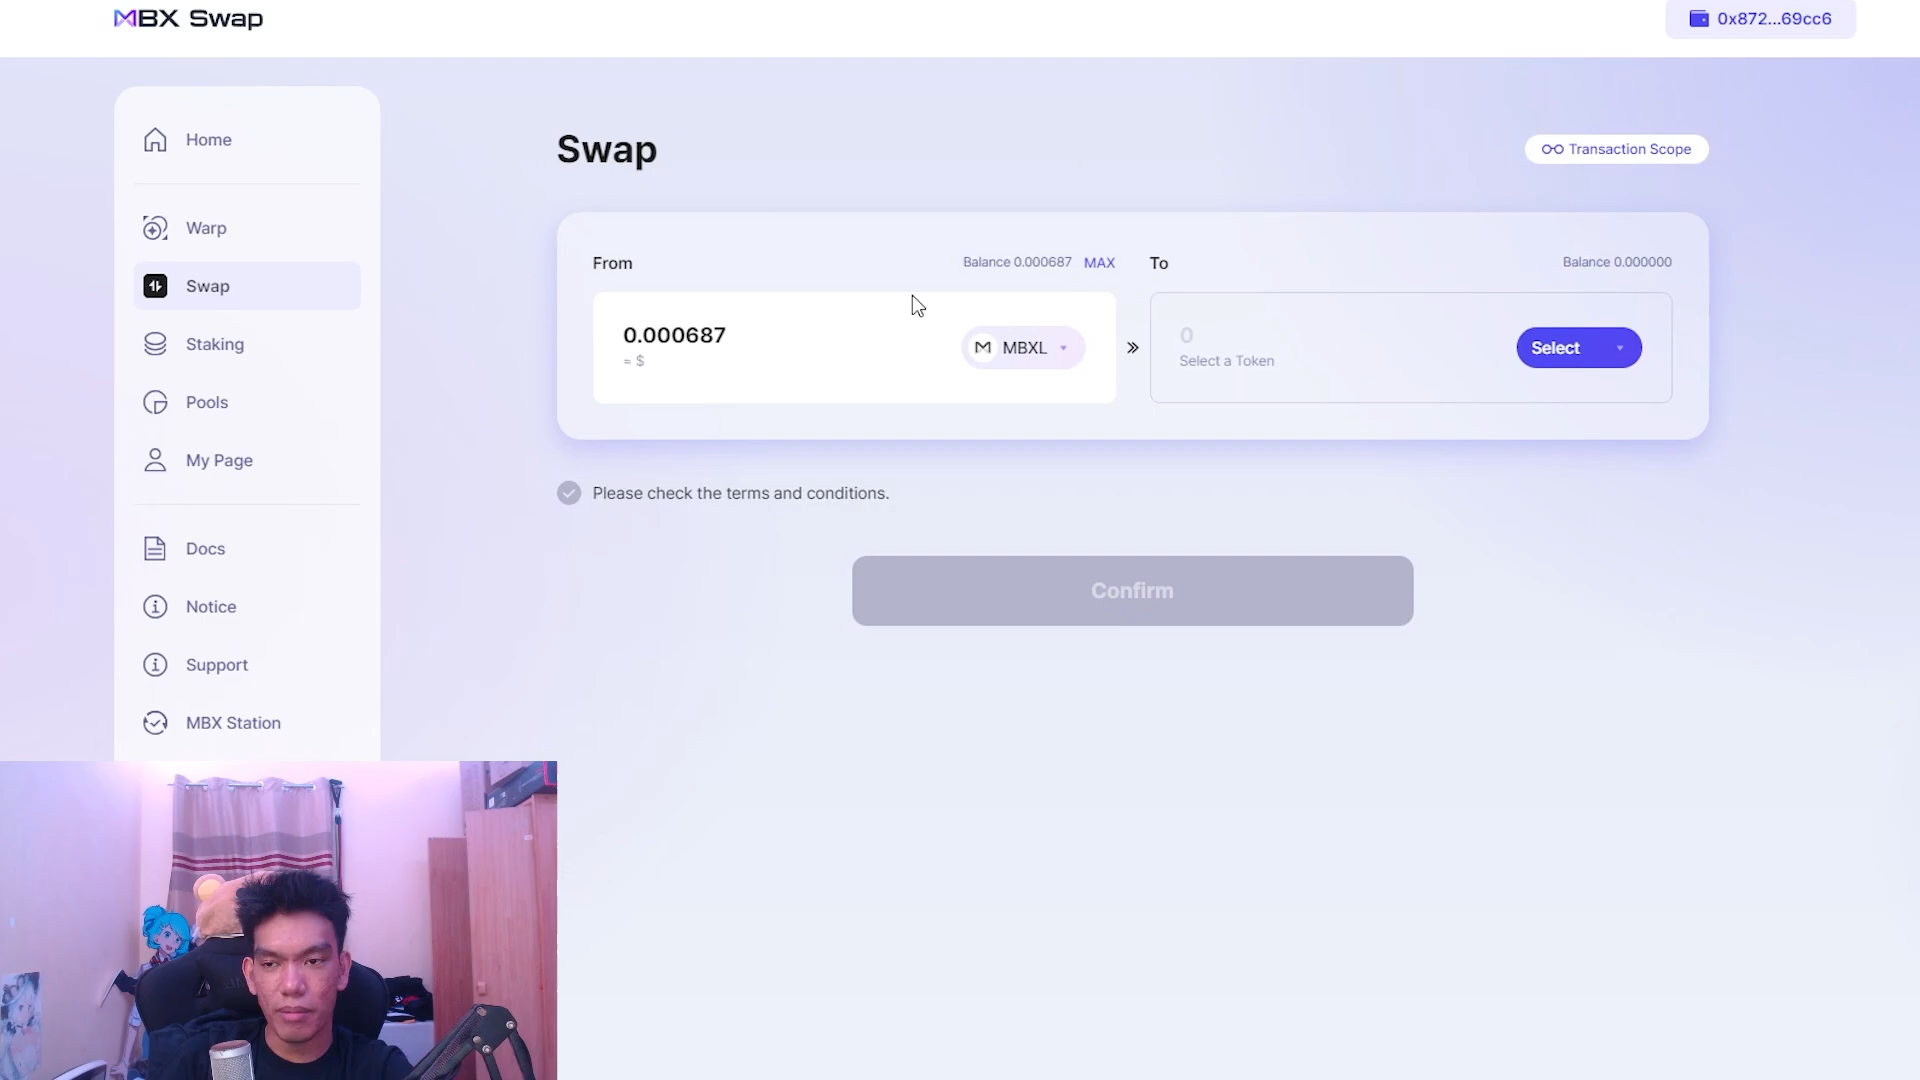 MBX Swap
0x872...69cc6
Home
Warp
Swap
Staking
Pools
My Page
Docs
Notice
Support
MBX Station
Swap
Transaction Scope
From
Balance 0.000687 MAX
To
Balance 0.000000
0.000687
≈ $
MBXL
0
Select a Token
Select
Please check the terms and conditions.
Confirm